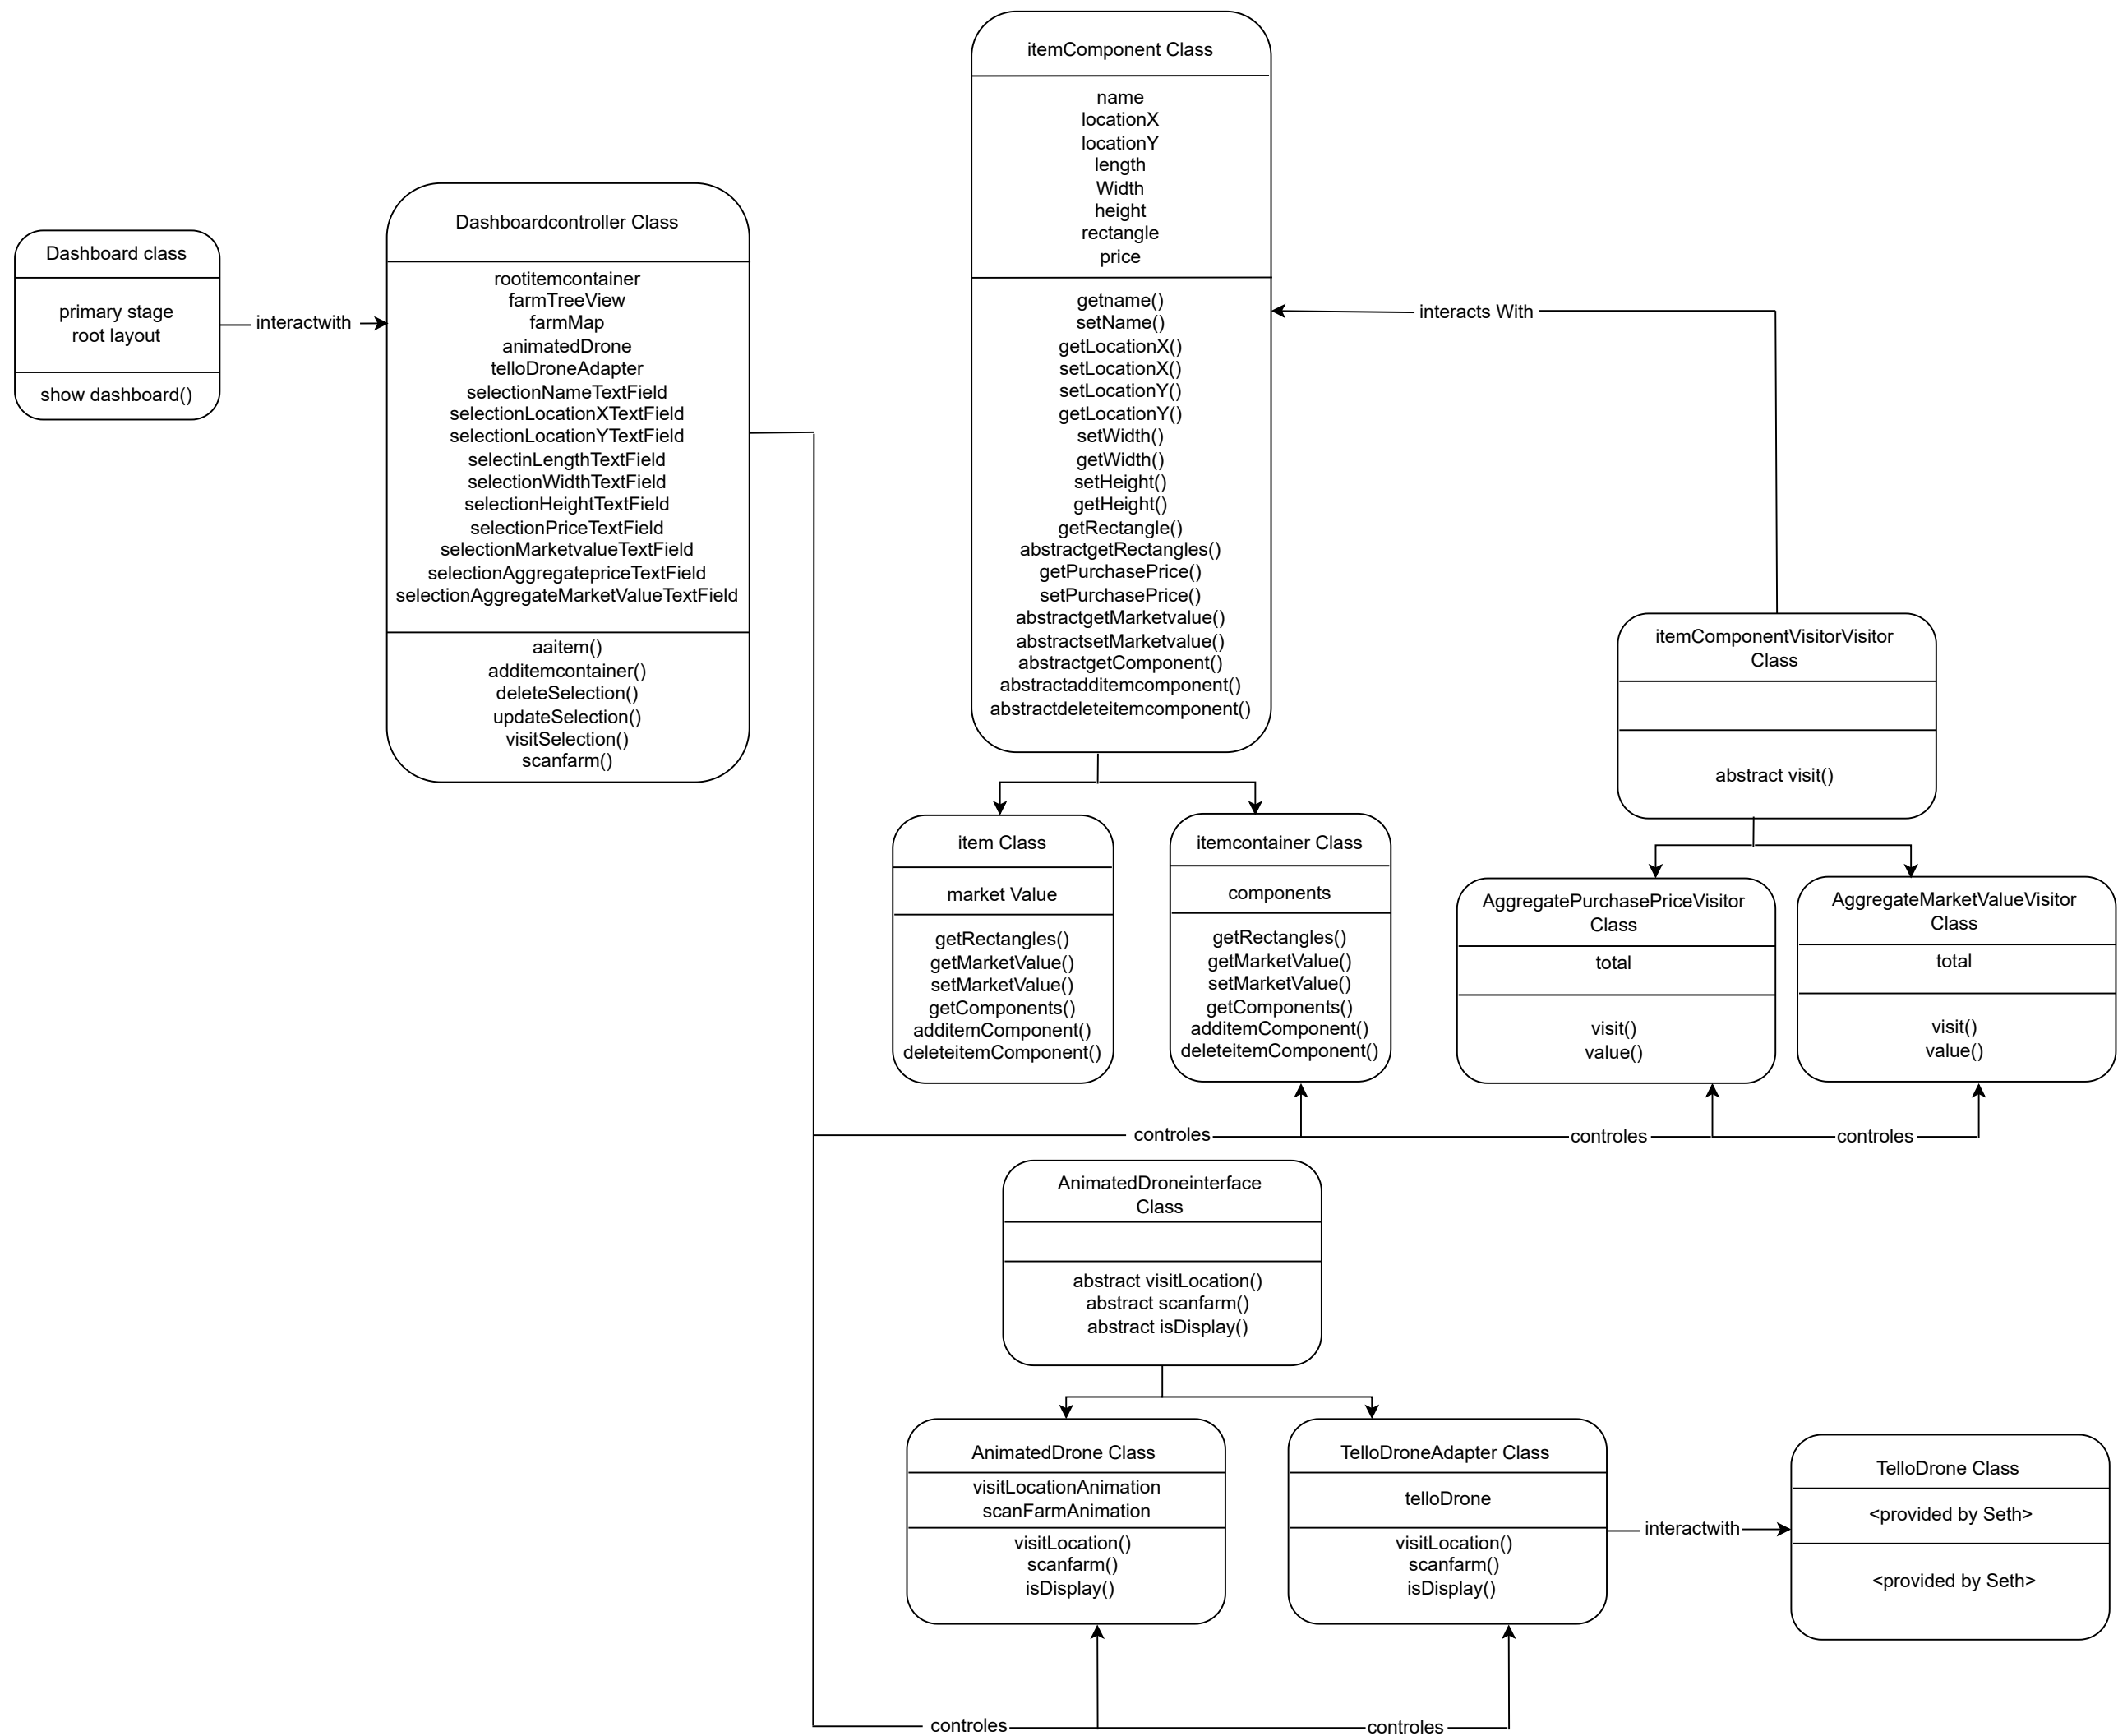 Dashboard class
primary stage
root layout
show dashboard()
interactwith
Dashboardcontroller Class
rootitemcontainer
farmTreeView
farmMap
animatedDrone
telloDroneAdapter
selectionNameTextField
selectionLocationXTextField
selectionLocationYTextField
selectinLengthTextField
selectionWidthTextField
selectionHeightTextField
selectionPriceTextField
selectionMarketvalueTextField
selectionAggregatepriceTextField
selectionAggregateMarketValueTextField
aaitem()
additemcontainer()
deleteSelection()
updateSelection()
visitSelection()
scanfarm()
itemComponent Class
name
locationX
locationY
length
Width
height
rectangle
price
getname()
setName()
getLocationX()
setLocationX()
setLocationY()
getLocationY()
setWidth()
getWidth()
setHeight()
getHeight()
getRectangle()
abstractgetRectangles()
getPurchasePrice()
setPurchasePrice()
abstractgetMarketvalue()
abstractsetMarketvalue()
abstractgetComponent()
abstractadditemcomponent()
abstractdeleteitemcomponent()
interacts With
itemComponentVisitorVisitor
Class
abstract visit()
item Class
market Value
getRectangles()
getMarketValue()
setMarketValue()
getComponents()
additemComponent()
deleteitemComponent()
itemcontainer Class
components
getRectangles()
getMarketValue()
setMarketValue()
getComponents()
additemComponent()
deleteitemComponent()
AggregatePurchasePriceVisitor
Class
total
visit()
value()
AggregateMarketValueVisitor
Class
total
visit()
value()
controles
controles
controles
AnimatedDroneinterface
Class
abstract visitLocation()
abstract scanfarm()
abstract isDisplay()
AnimatedDrone Class
visitLocationAnimation
scanFarmAnimation
visitLocation()
scanfarm()
isDisplay()
TelloDroneAdapter Class
telloDrone
visitLocation()
scanfarm()
isDisplay()
interactwith
TelloDrone Class
<provided by Seth>
<provided by Seth>
controles
controles